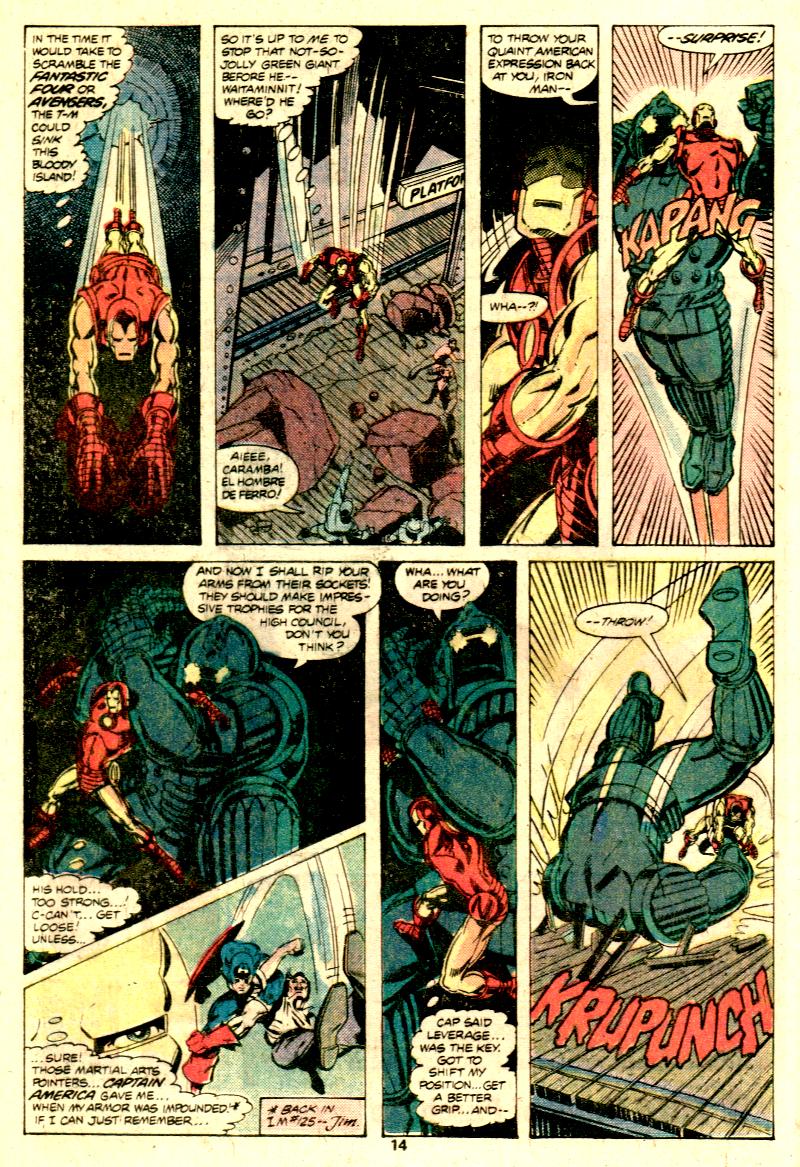 IN THE TIME IT
WOULD TAKE TO
SCRAMBLE THE
FANTASTIC
FOUR OR
AVENGERS,
THE T-M
COULD
SINK
THIS
BLOODY
ISLAND!
SO IT'S UP TO ME TO
STOP THAT NOT-SO-
JOLLY GREEN GIANT
BEFORE HE--
WAITAMINNIT!
WHERE'D HE
GO?
PLATFOR
AIEEE,
CARAMBA!
EL HOMBRE
DE FERRO!
TO THROW YOUR
QUAINT AMERICAN
EXPRESSION BACK
AT YOU, IRON
MAN--
WHA--?!
--SURPRISE!
KAPANG
AND NOW I SHALL RIP YOUR
ARMS FROM THEIR SOCKETS!
THEY SHOULD MAKE IMPRES-
SIVE TROPHIES FOR THE
HIGH COUNCIL,
DON'T YOU
THINK?
HIS HOLD...
TOO STRONG...!
C-CAN'T... GET
LOOSE!
UNLESS...
...SURE!
THOSE MARTIAL ARTS
POINTERS... CAPTAIN
AMERICA GAVE ME...
WHEN MY ARMOR WAS IMPOUNDED!*
IF I CAN JUST REMEMBER...
* BACK IN
I.M #125--Jim.
WHA... WHAT
ARE YOU
DOING?
CAP SAID
LEVERAGE...
WAS THE KEY.
GOT TO
SHIFT MY
POSITION...GET
A BETTER
GRIP...AND--
--THROW!
KRUPUNCH
14